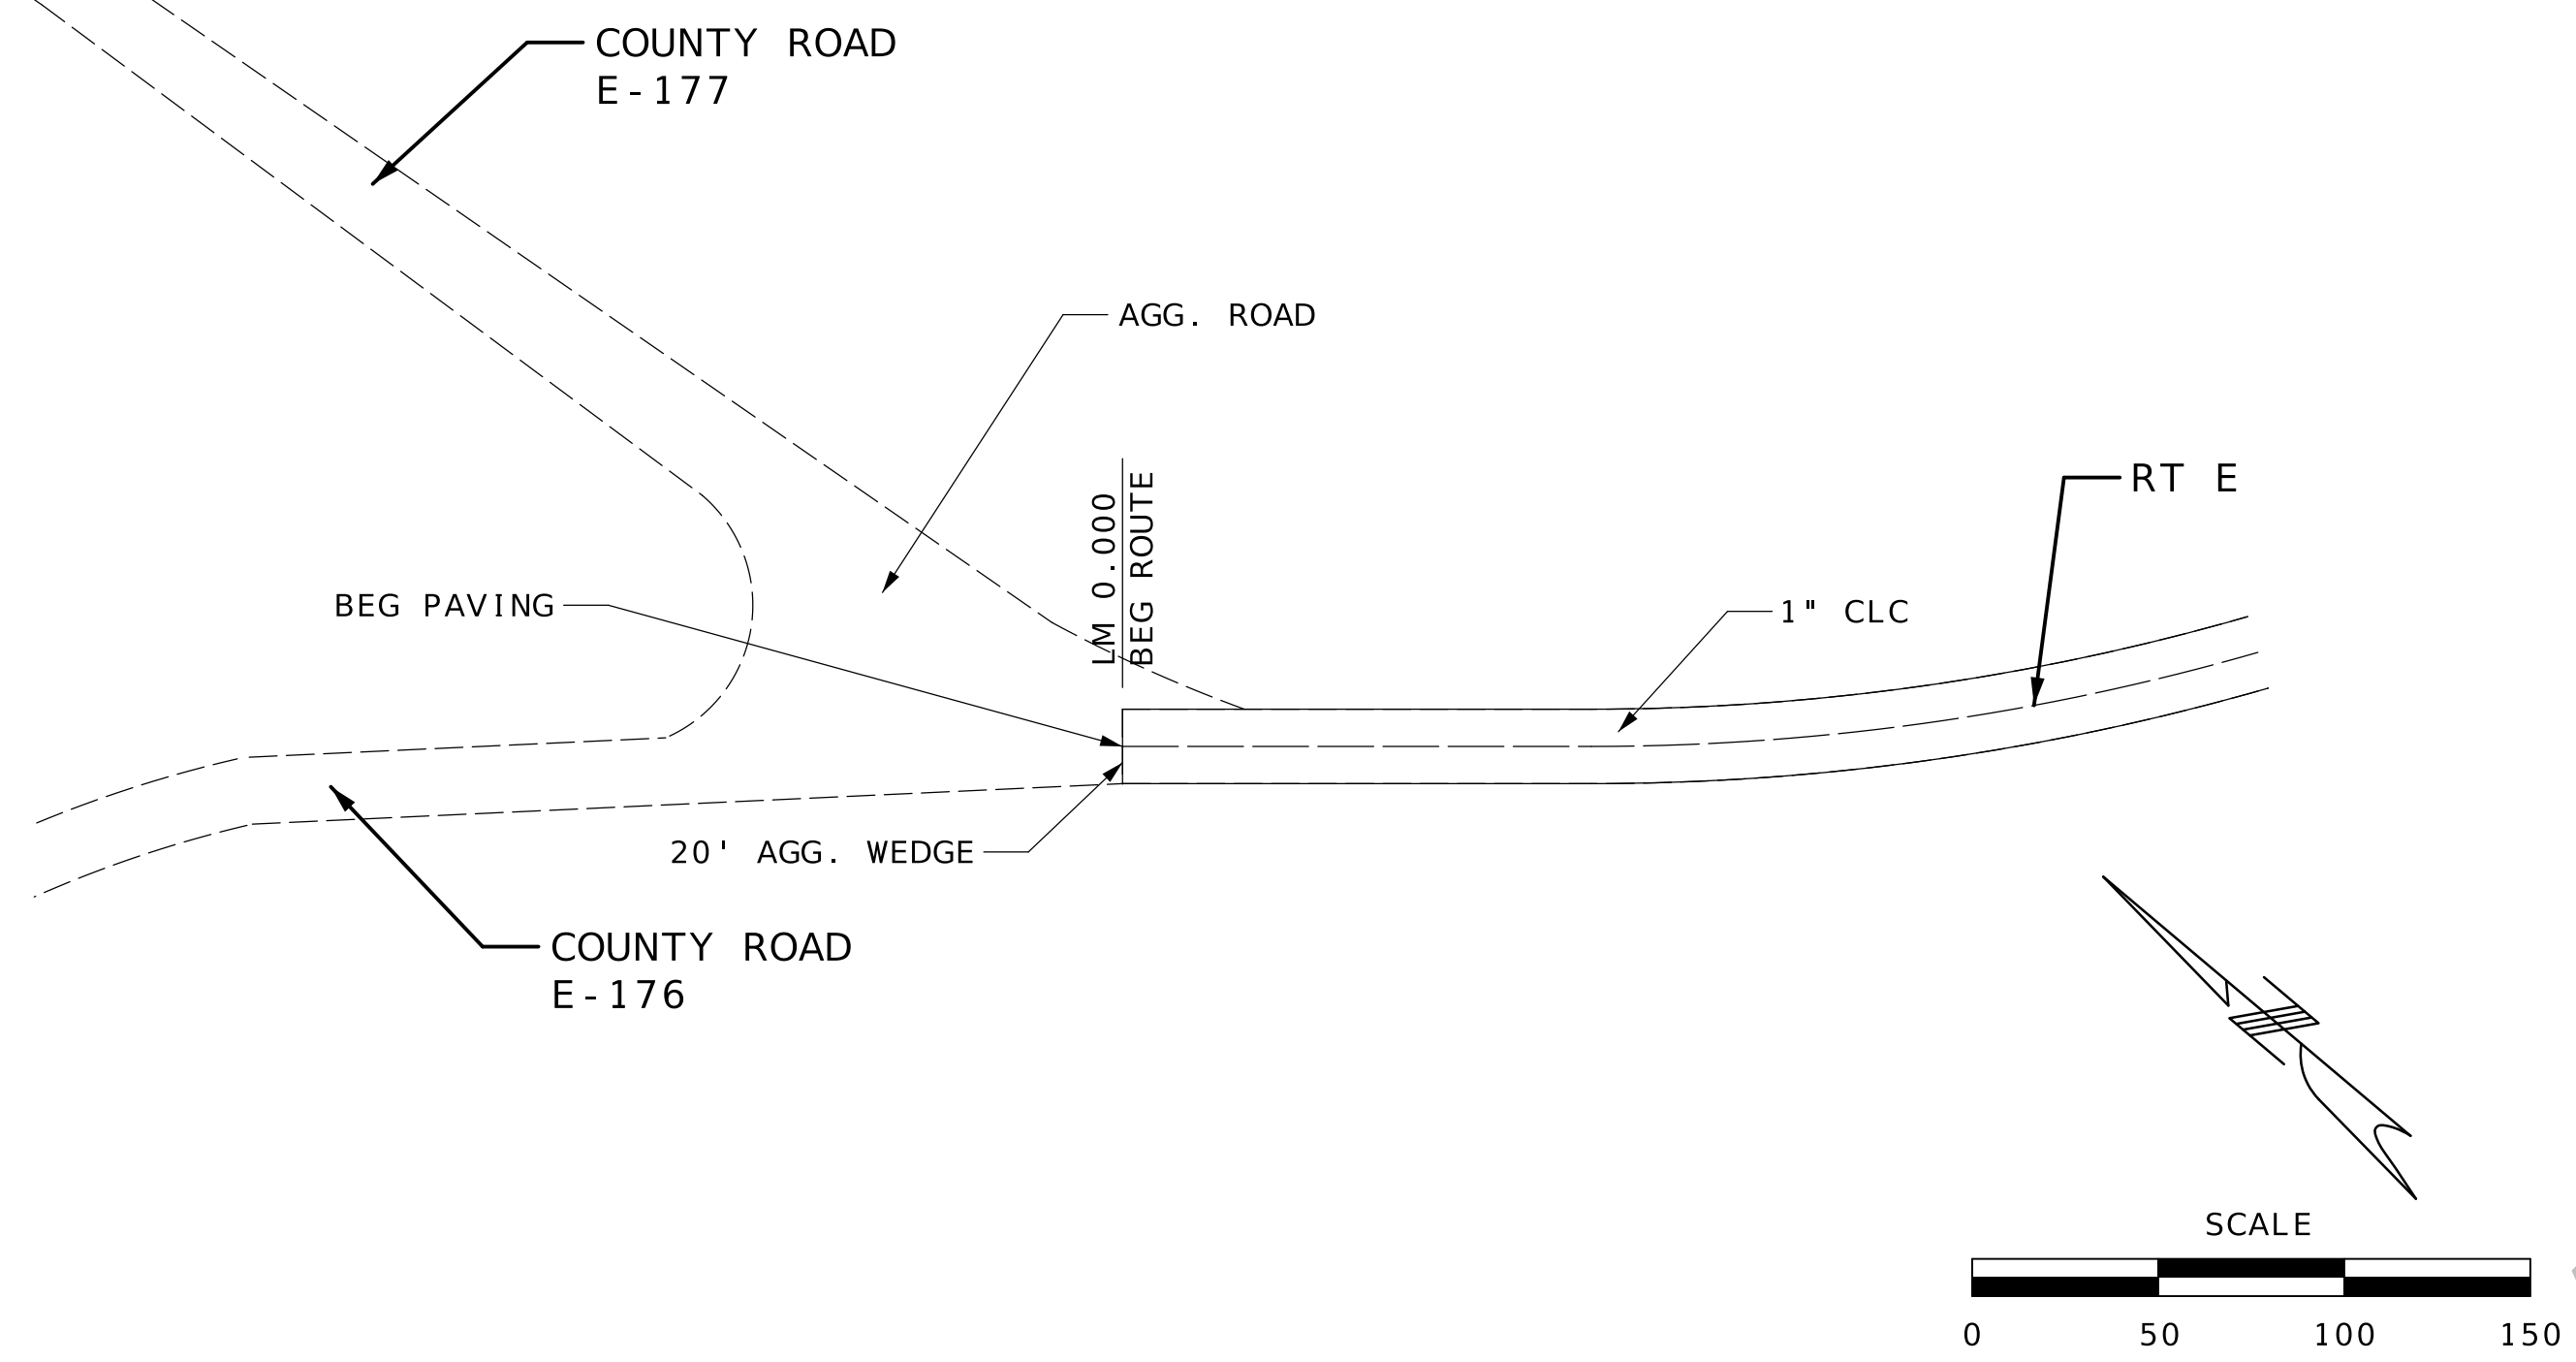 COUNTY ROAD
E-177
AGG. ROAD
LM 0.000
BEG ROUTE
RT E
BEG PAVING
1" CLC
20' AGG. WEDGE
COUNTY ROAD
E-176
SCALE
0 50 100 150